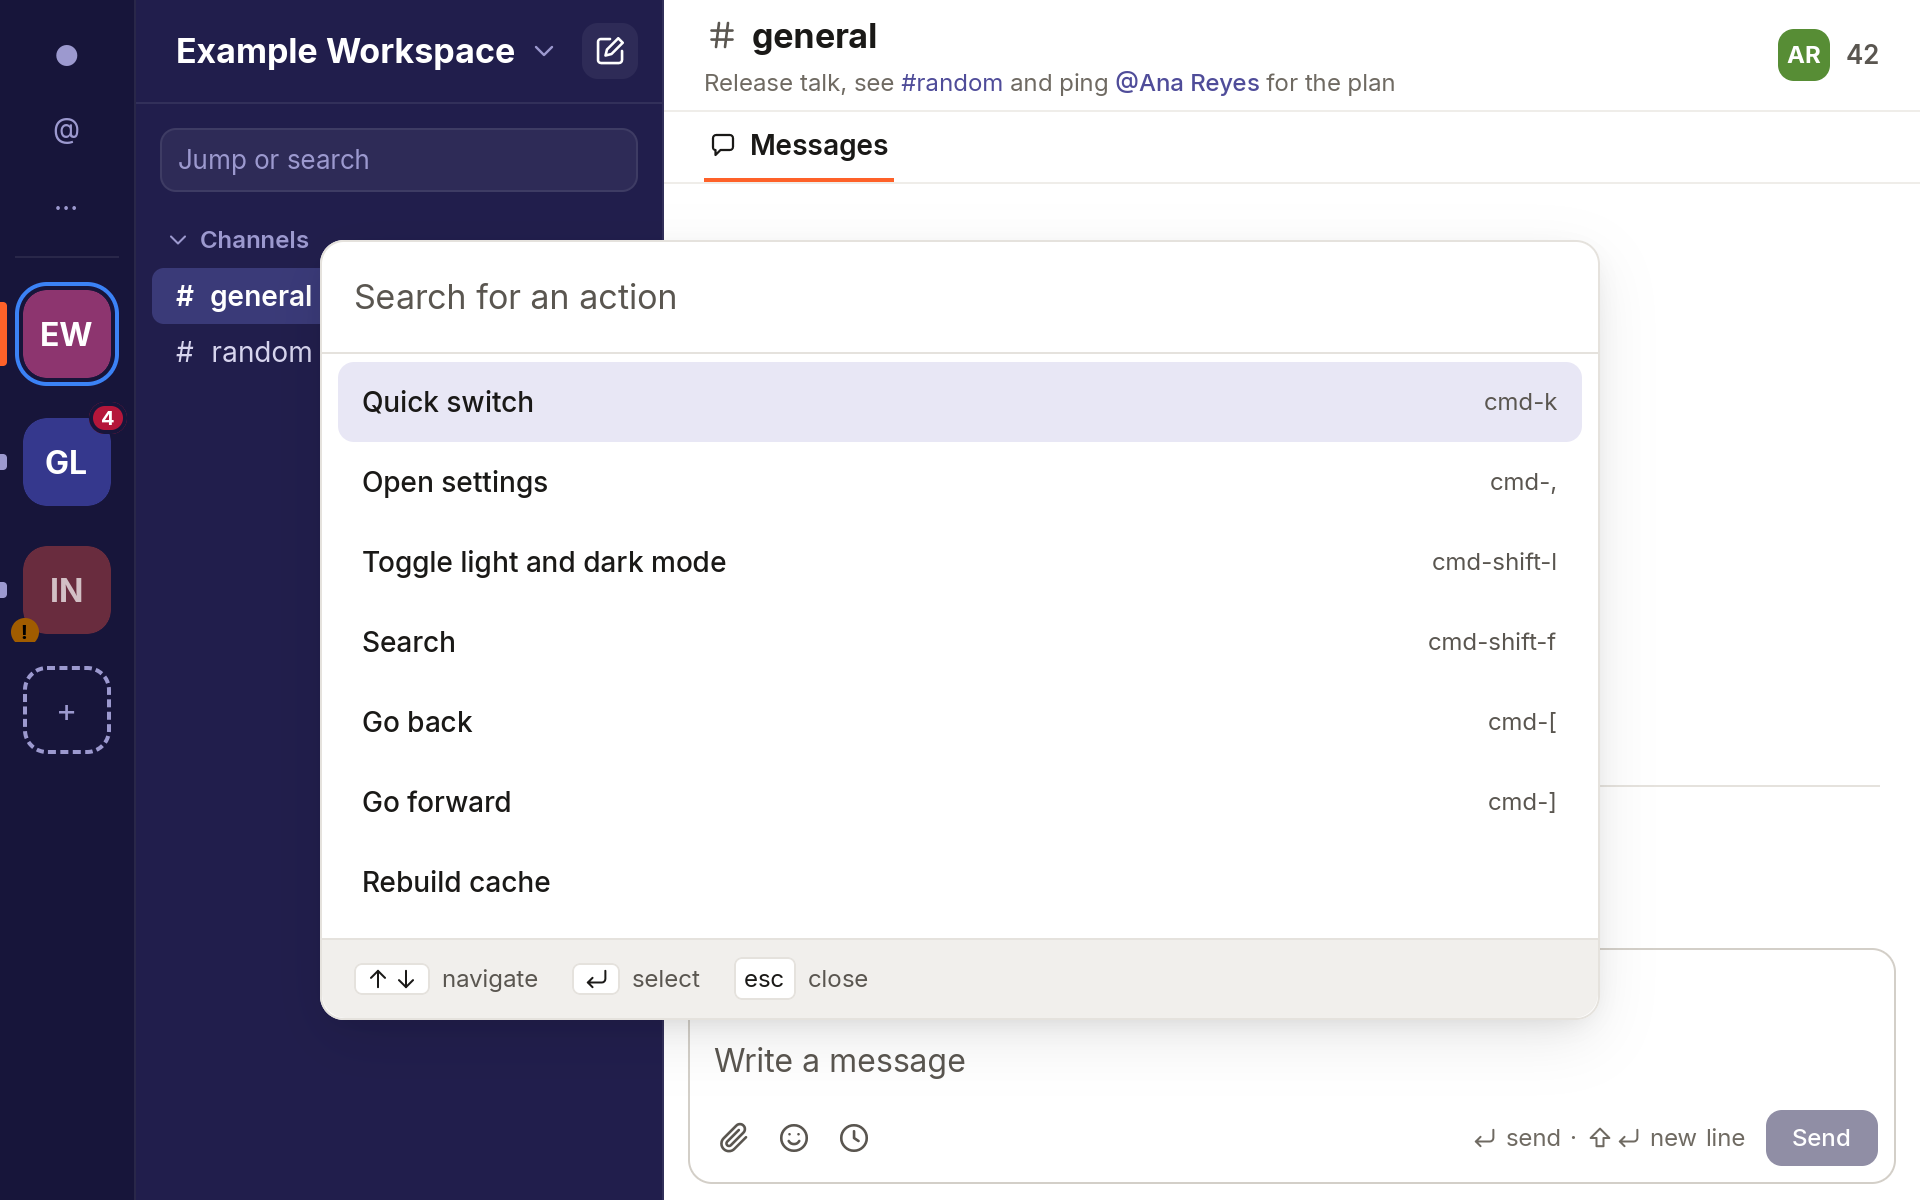 Example Workspace
@
...
Jump or search
Channels
# general
# random
EW
GL
4
IN
!
+
# general
Release talk, see #random and ping @Ana Reyes for the plan
AR 42
Messages
Search for an action
Quick switch cmd-k
Open settings cmd-,
Toggle light and dark mode cmd-shift-l
Search cmd-shift-f
Go back cmd-[
Go forward cmd-]
Rebuild cache
↑ ↓ navigate ↵ select esc close
Write a message
↵ send · ⇧ ↵ new line Send